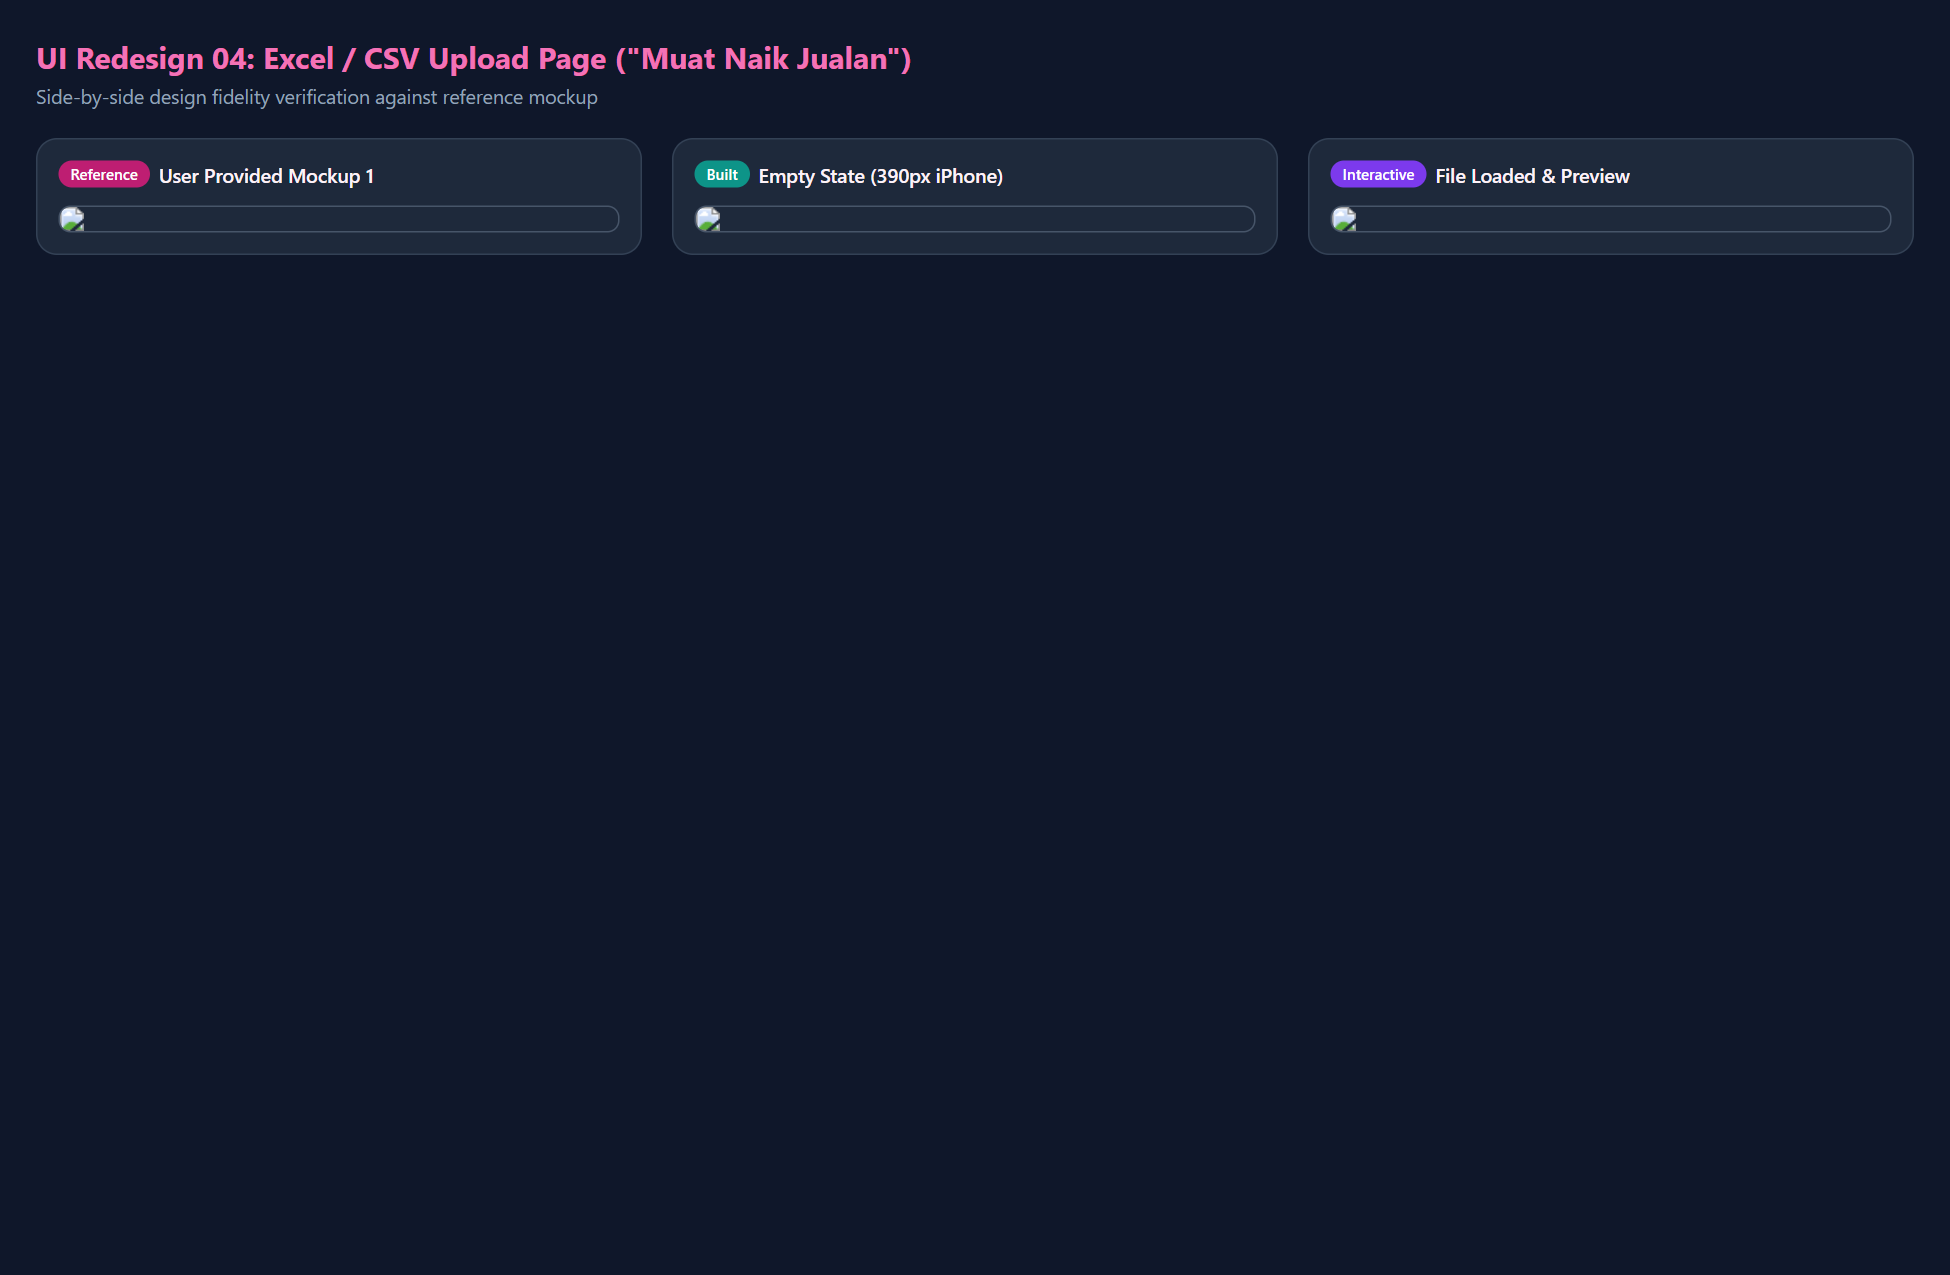 UI Redesign 04: Excel / CSV Upload Page ("Muat Naik Jualan")
Side-by-side design fidelity verification against reference mockup
Reference User Provided Mockup 1
Built Empty State (390px iPhone)
Interactive File Loaded & Preview